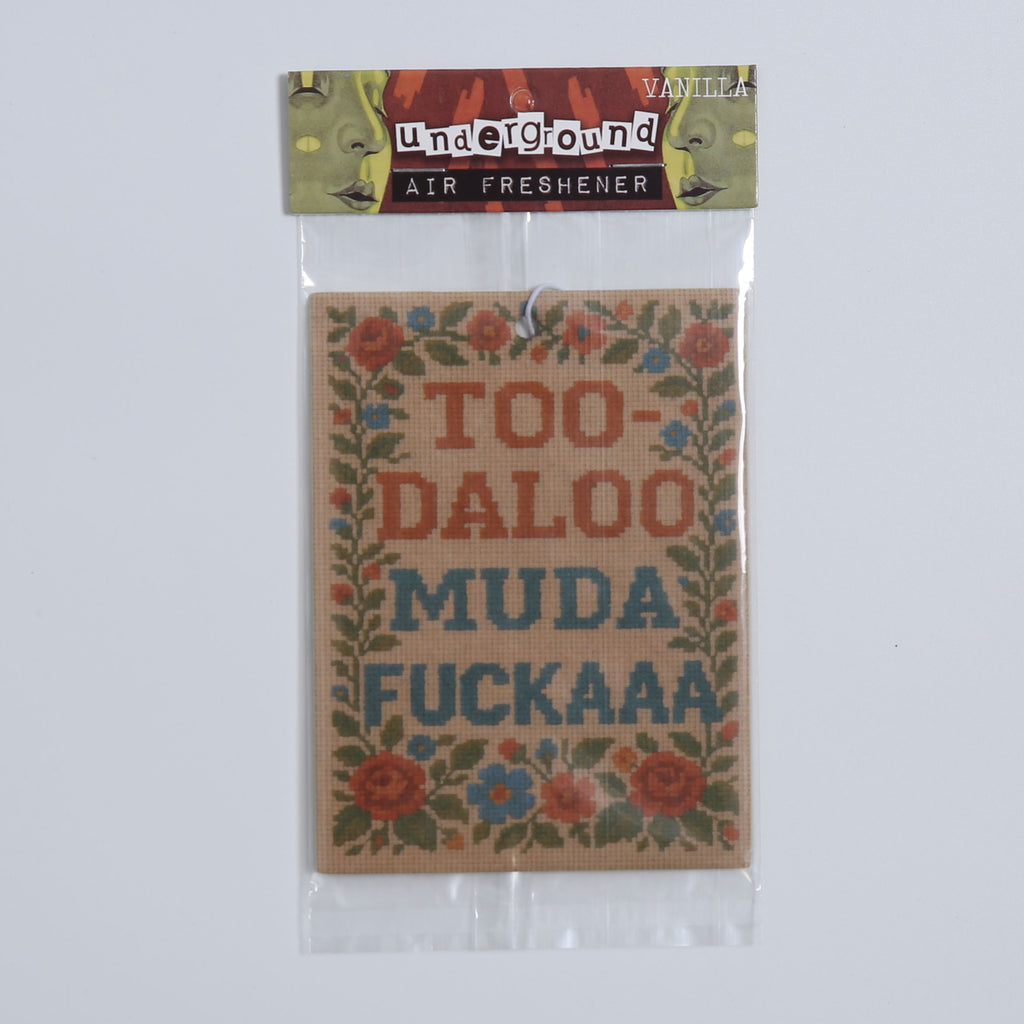 VANILLA
underground
AIR FRESHENER
TOO-
DALOO
MUDA
FUCKAAA